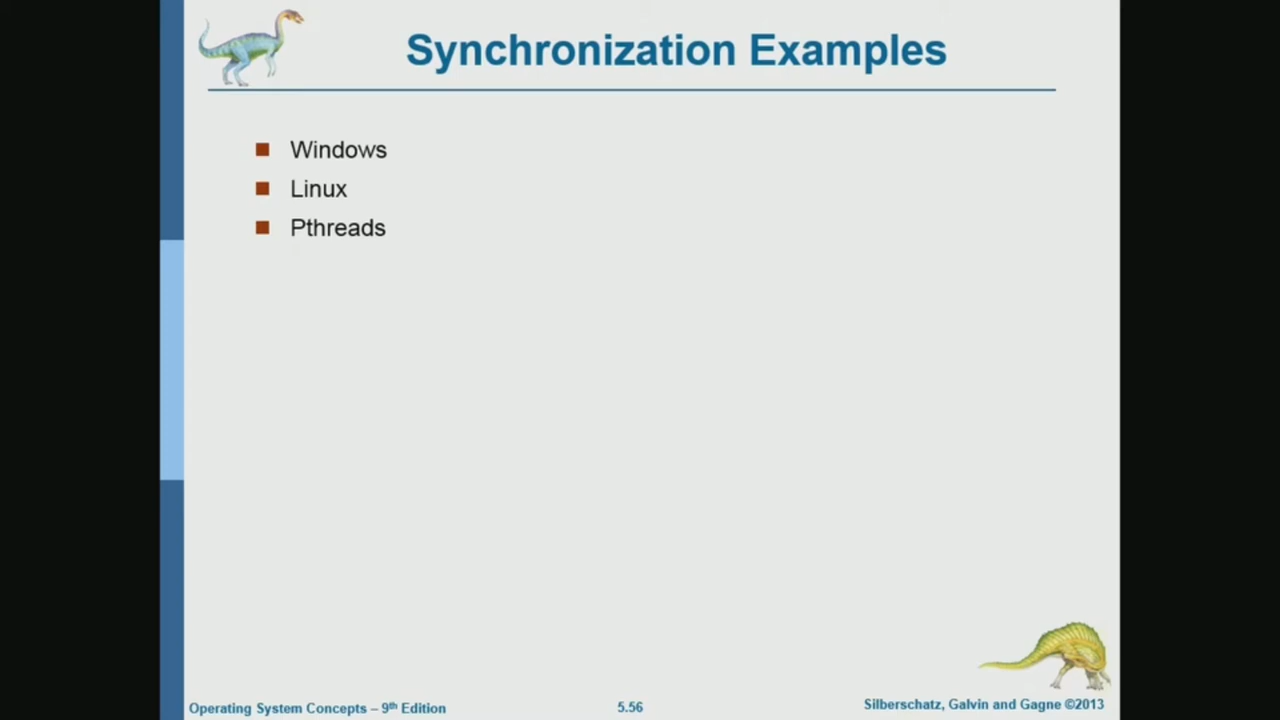 Synchronization Examples
Windows
Linux
Pthreads
Operating System Concepts – 9th Edition
5.56
Silberschatz, Galvin and Gagne ©2013